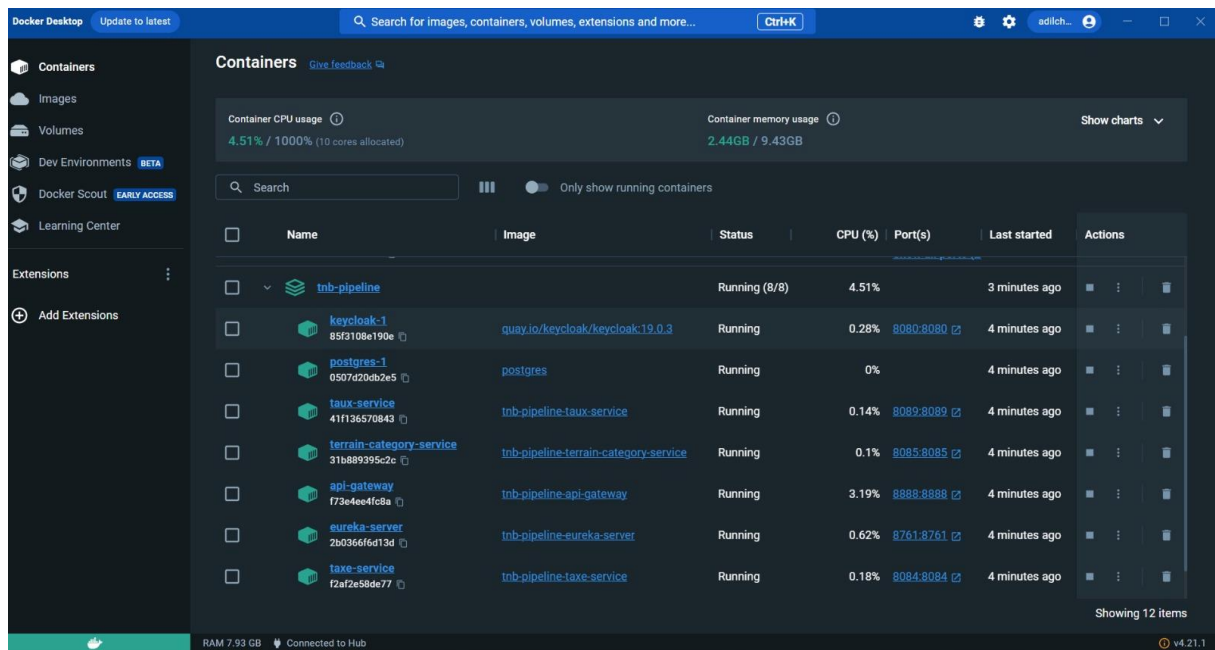 Docker Desktop Update to latest Search for images, containers, volumes, extensions and more... Ctrl+K adilch...
Containers
Images
Volumes
Dev Environments BETA
Docker Scout EARLY ACCESS
Learning Center
Extensions
Add Extensions
Containers Give feedback
Container CPU usage
4.51% / 1000% (10 cores allocated)
Container memory usage
2.44GB / 9.43GB
Show charts
Search Only show running containers
Name Image Status CPU (%) Port(s) Last started Actions
tnb-pipeline Running (8/8) 4.51% 3 minutes ago
keycloak-1 quay.io/keycloak/keycloak:19.0.3 Running 0.28% 8080:8080 4 minutes ago
85f3108e190e
postgres-1 postgres Running 0% 4 minutes ago
0507d20db2e5
taux-service tnb-pipeline-taux-service Running 0.14% 8089:8089 4 minutes ago
41f136570843
terrain-category-service tnb-pipeline-terrain-category-service Running 0.1% 8085:8085 4 minutes ago
31b889395c2c
api-gateway tnb-pipeline-api-gateway Running 3.19% 8888:8888 4 minutes ago
f73e4ee4fc8a
eureka-server tnb-pipeline-eureka-server Running 0.62% 8761:8761 4 minutes ago
2b0366f6d13d
taxe-service tnb-pipeline-taxe-service Running 0.18% 8084:8084 4 minutes ago
f2af2e58de77
Showing 12 items
RAM 7.93 GB Connected to Hub v4.21.1